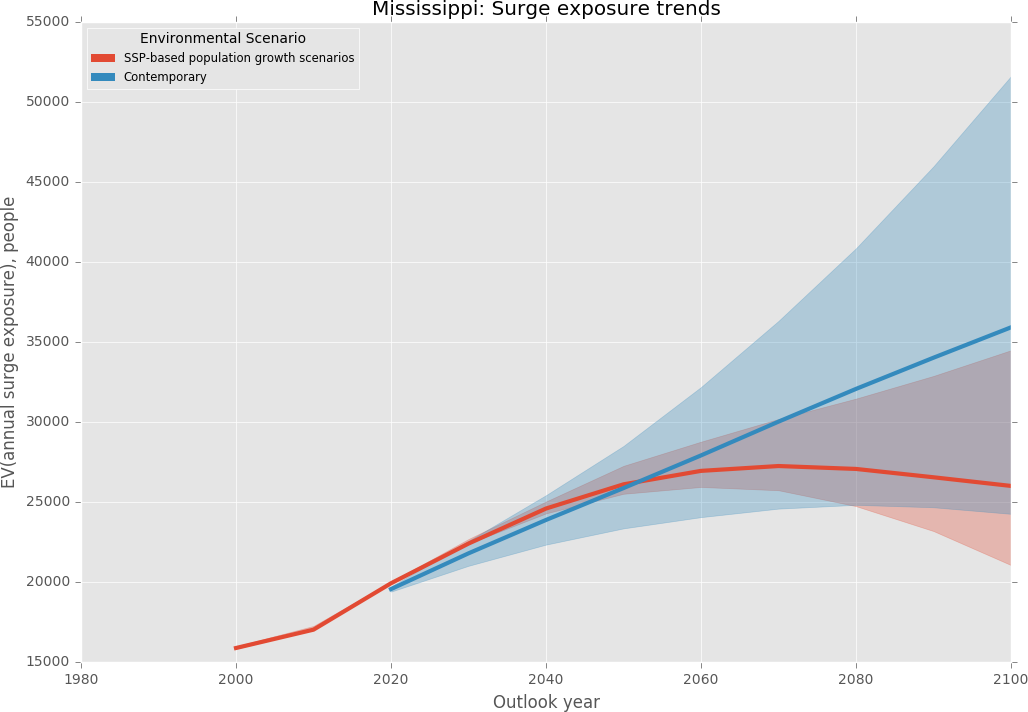 Mississippi: Surge exposure trends
Environmental Scenario
SSP-based population growth scenarios
Contemporary
EV(annual surge exposure), people
55000
50000
45000
40000
35000
30000
25000
20000
15000
1980 2000 2020 2040 2060 2080 2100
Outlook year